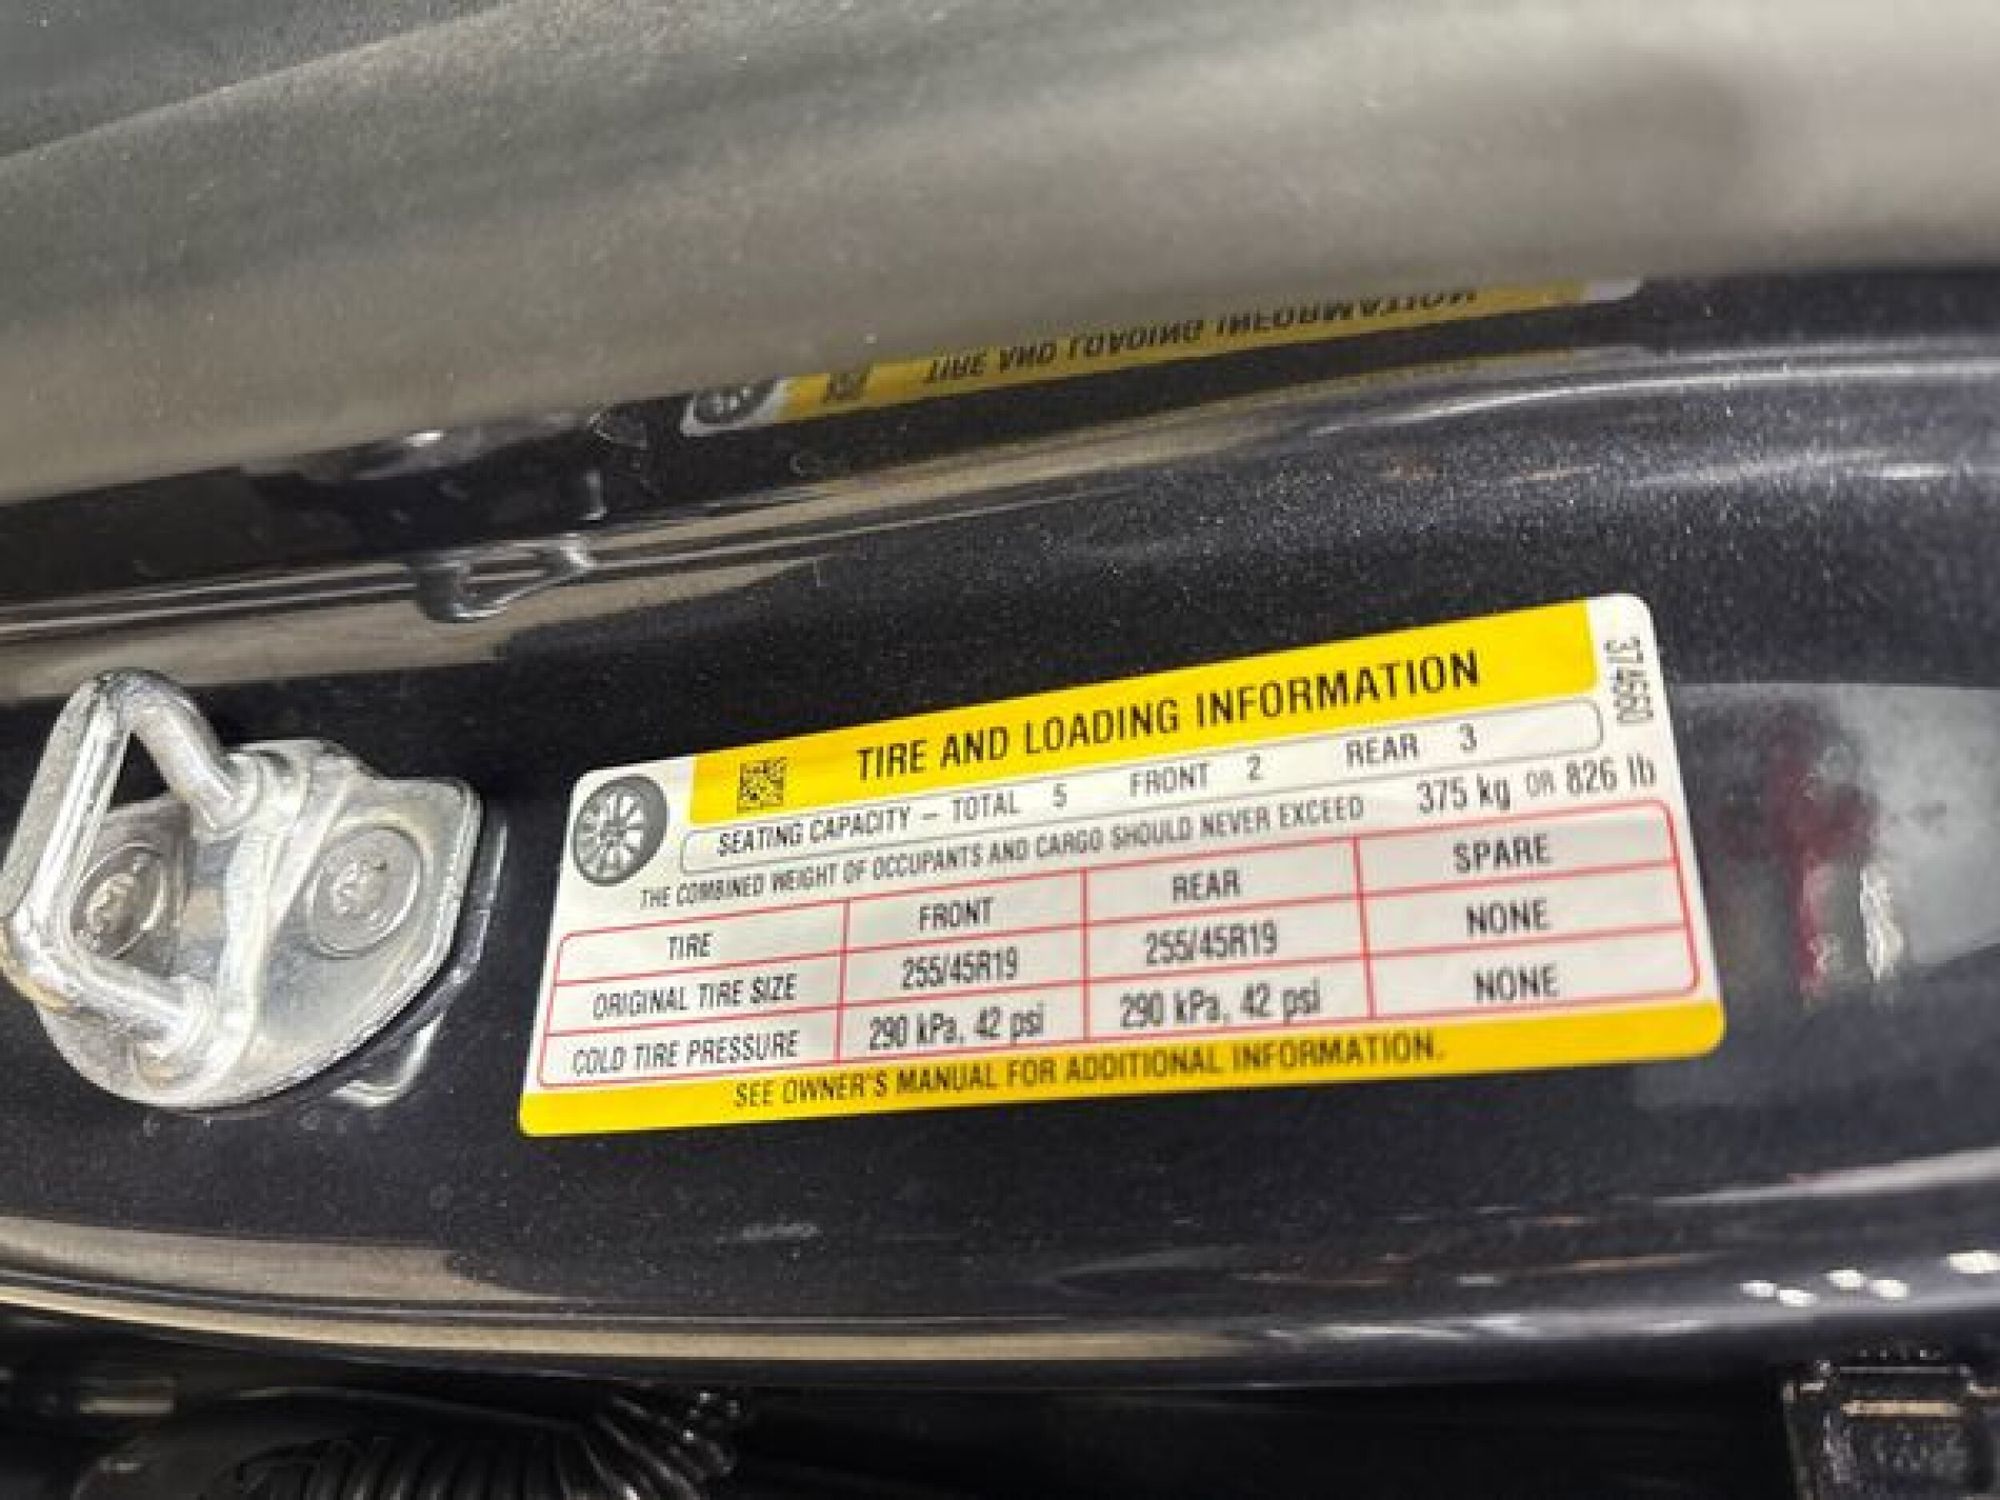 TIRE AND LOADING INFORMATION
374660
SEATING CAPACITY – TOTAL 5 FRONT 2 REAR 3
THE COMBINED WEIGHT OF OCCUPANTS AND CARGO SHOULD NEVER EXCEED 375 kg OR 826 lb
TIRE FRONT REAR SPARE
ORIGINAL TIRE SIZE 255/45R19 255/45R19 NONE
COLD TIRE PRESSURE 290 kPa, 42 psi 290 kPa, 42 psi NONE
SEE OWNER'S MANUAL FOR ADDITIONAL INFORMATION.
TIRE AND LOADING INFORMATION